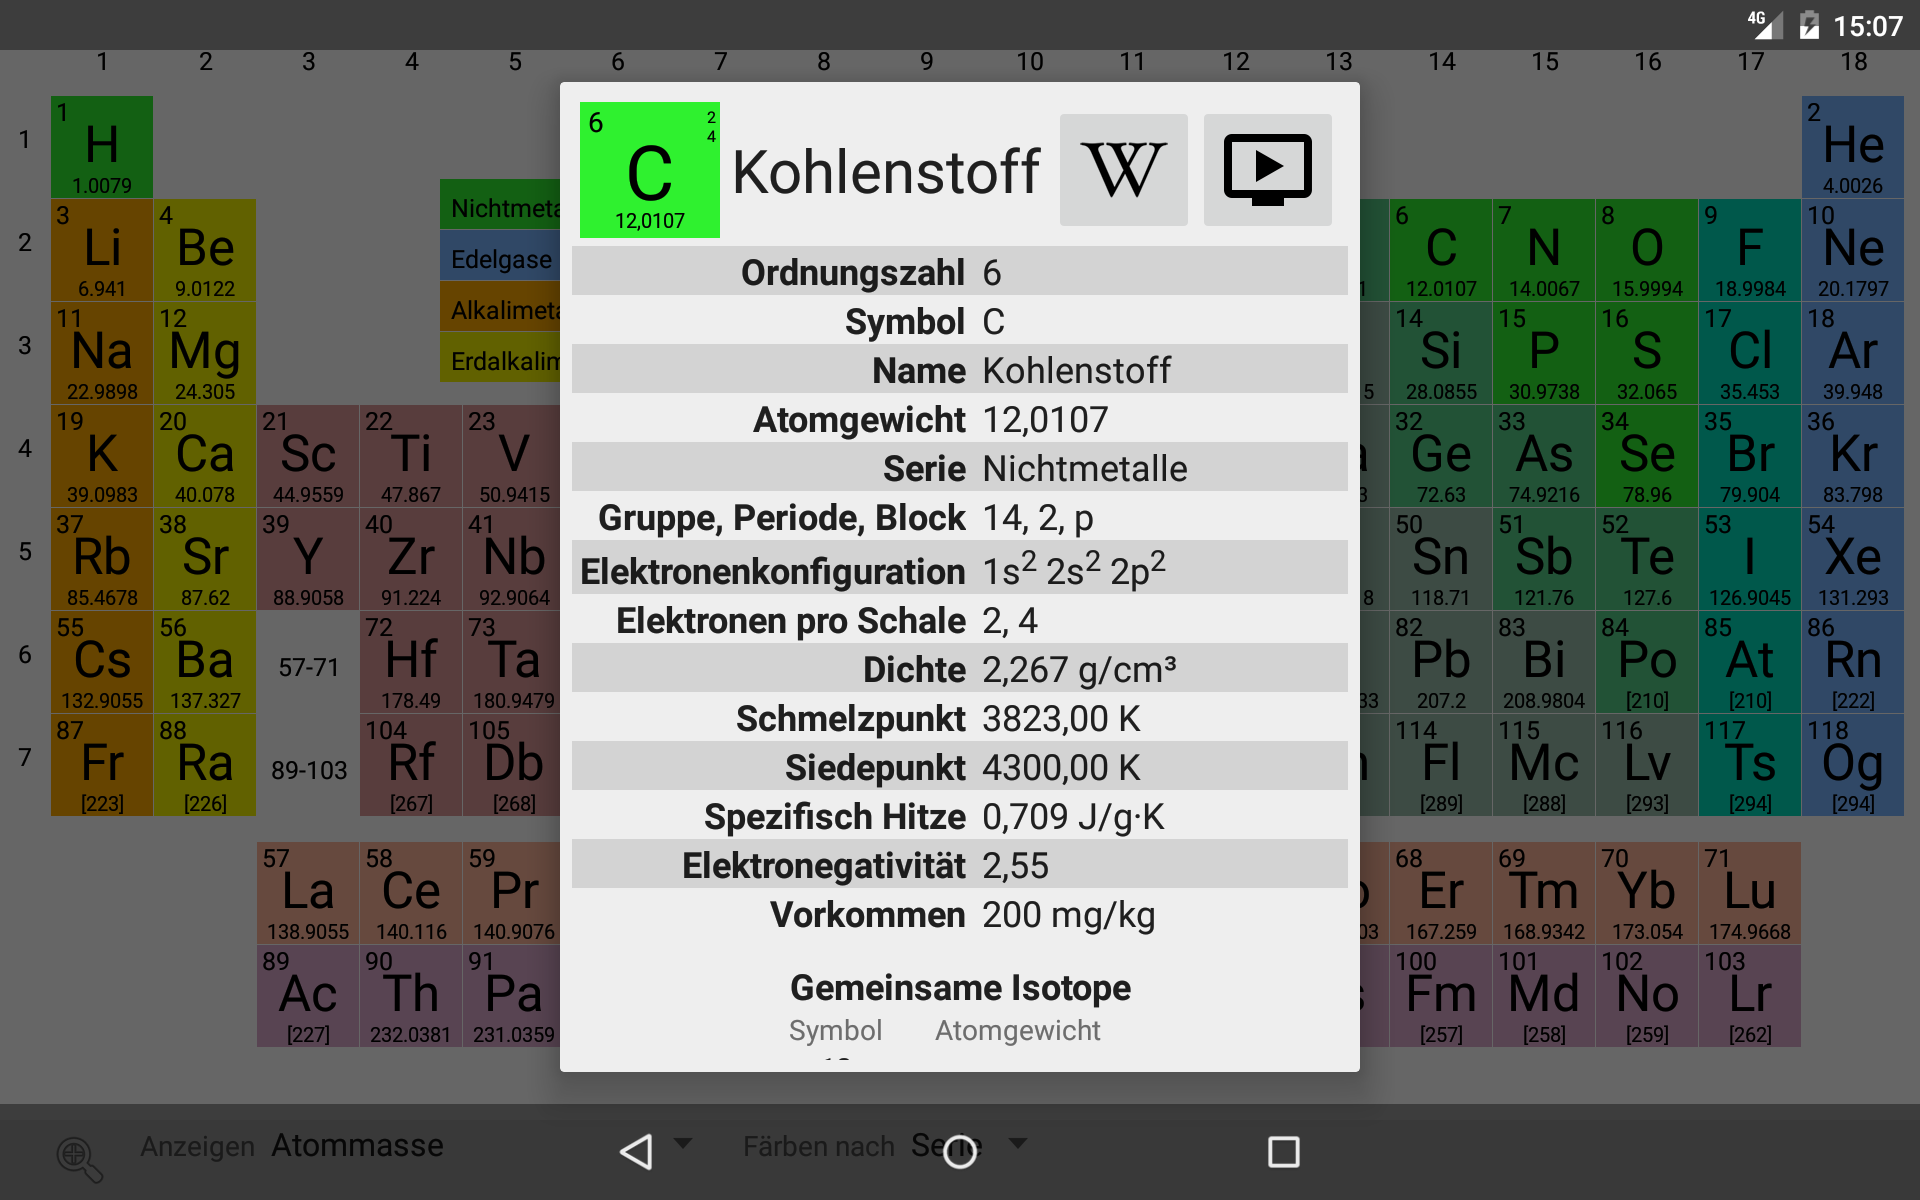 4G 15:07
1 2 3 4 5 6 7 8 9 10 11 12 13 14 15 16 17 18
1
1 H 1.0079
2 He 4.0026
2
3 Li 6.941
4 Be 9.0122
6 C 12.0107
7 N 14.0067
8 O 15.9994
9 F 18.9984
10 Ne 20.1797
3
11 Na 22.9898
12 Mg 24.305
14 Si 28.0855
15 P 30.9738
16 S 32.065
17 Cl 35.453
18 Ar 39.948
4
19 K 39.0983
20 Ca 40.078
21 Sc 44.9559
22 Ti 47.867
23 V 50.9415
32 Ge 72.63
33 As 74.9216
34 Se 78.96
35 Br 79.904
36 Kr 83.798
5
37 Rb 85.4678
38 Sr 87.62
39 Y 88.9058
40 Zr 91.224
41 Nb 92.9064
50 Sn 118.71
51 Sb 121.76
52 Te 127.6
53 I 126.9045
54 Xe 131.293
6
55 Cs 132.9055
56 Ba 137.327
57-71
72 Hf 178.49
73 Ta 180.9479
82 Pb 207.2
83 Bi 208.9804
84 Po [210]
85 At [210]
86 Rn [222]
7
87 Fr [223]
88 Ra [226]
89-103
104 Rf [267]
105 Db [268]
114 Fl [289]
115 Mc [288]
116 Lv [293]
117 Ts [294]
118 Og [294]
57 La 138.9055
58 Ce 140.116
59 Pr 140.9076
68 Er 167.259
69 Tm 168.9342
70 Yb 173.054
71 Lu 174.9668
89 Ac [227]
90 Th 232.0381
91 Pa 231.0359
100 Fm [257]
101 Md [258]
102 No [259]
103 Lr [262]
Nichtmeta
Edelgase
Alkalimeta
Erdalkalim
6 2
4
C
12,0107
Kohlenstoff W
Ordnungszahl 6
Symbol C
Name Kohlenstoff
Atomgewicht 12,0107
Serie Nichtmetalle
Gruppe, Periode, Block 14, 2, p
Elektronenkonfiguration 1s² 2s² 2p²
Elektronen pro Schale 2, 4
Dichte 2,267 g/cm³
Schmelzpunkt 3823,00 K
Siedepunkt 4300,00 K
Spezifisch Hitze 0,709 J/g·K
Elektronegativität 2,55
Vorkommen 200 mg/kg
Gemeinsame Isotope
Symbol Atomgewicht
Anzeigen Atommasse Färben nach Serie